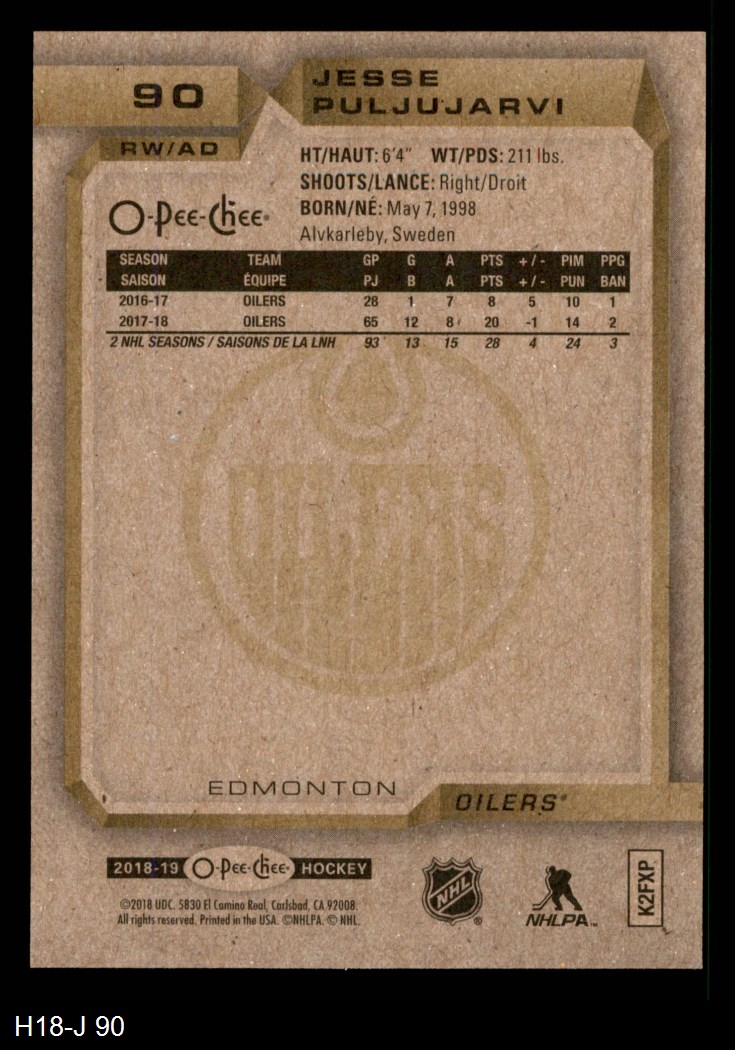 90
JESSE
PULJUJARVI
RW/AD
HT/HAUT: 6'4" WT/PDS: 211 lbs.
SHOOTS/LANCE: Right/Droit
BORN/NÉ: May 7, 1998
Alvkarleby, Sweden
O-Pee-Chee®
SEASON TEAM GP G A PTS +/- PIM PPG
SAISON ÉQUIPE PJ B A PTS +/- PUN BAN
2016-17 OILERS 28 1 7 8 5 10 1
2017-18 OILERS 65 12 8 20 -1 14 2
2 NHL SEASONS / SAISONS DE LA LNH 93 13 15 28 4 24 3
OILERS
EDMONTON
OILERS®
2018-19 O-Pee-Chee® HOCKEY
©2018 UDC. 5830 El Camino Real, Carlsbad, CA 92008.
All rights reserved. Printed in the USA. ©NHLPA. © NHL.
NHL®
NHLPA™
K2FXP
H18-J 90